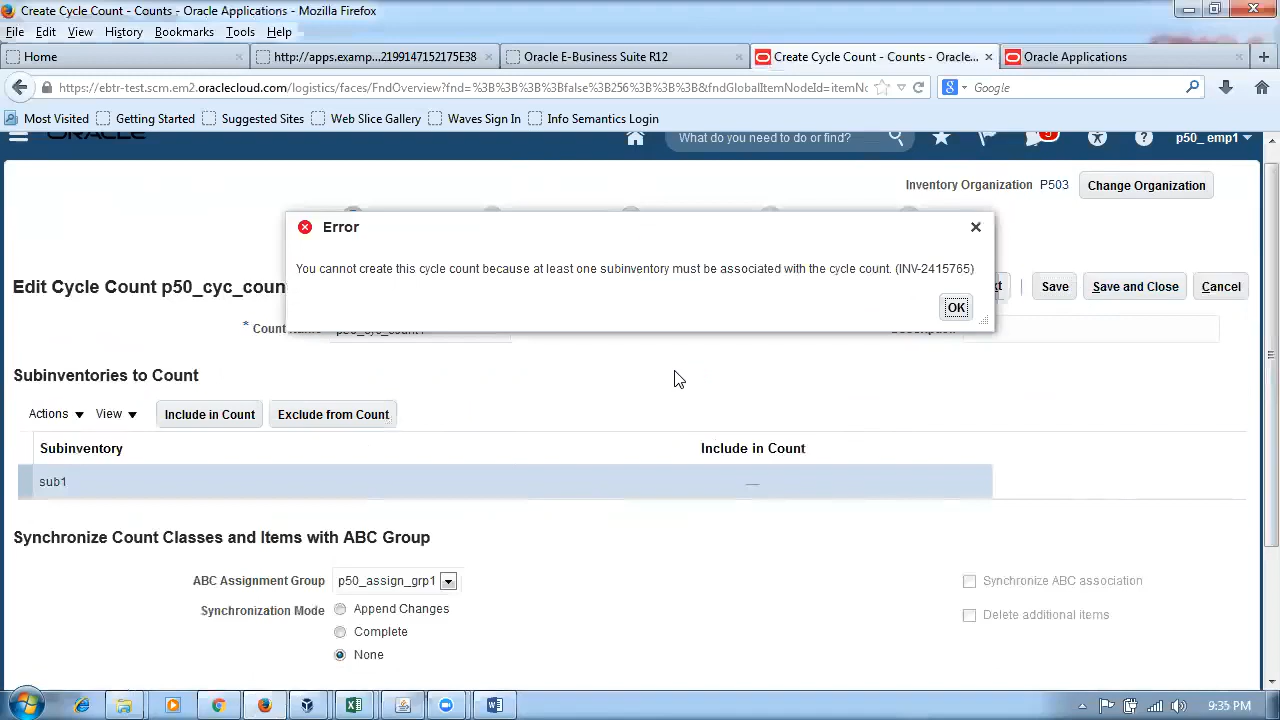 Create Cycle Count - Counts - Oracle Applications - Mozilla Firefox
File Edit View History Bookmarks Tools Help
Home
http://apps.examp...2199147152175E38
Oracle E-Business Suite R12
Create Cycle Count - Counts - Oracle...
Oracle Applications
https://ebtr-test.scm.em2.oraclecloud.com/logistics/faces/FndOverview?fnd=%3B%3B%3Bfalse%3B256%3B%3B%3B&fndGlobalItemNodeId=itemNo
Google
Most Visited Getting Started Suggested Sites Web Slice Gallery Waves Sign In Info Semantics Company
ORACLE
What do you need to do or find?
p50_emp1
Inventory Organization P503 Change Organization
Error
You cannot create this cycle count because at least one subinventory must be associated with the cycle count. (INV-2415765)
OK
Edit Cycle Count p50_cyc_coun
Save Save and Close Cancel
* Count
p50_cyc_count1
Subinventories to Count
Actions View Include in Count Exclude from Count
Subinventory Include in Count
sub1
Synchronize Count Classes and Items with ABC Group
ABC Assignment Group p50_assign_grp1 Synchronize ABC association
Synchronization Mode Append Changes Delete additional items
Complete
None
9:35 PM